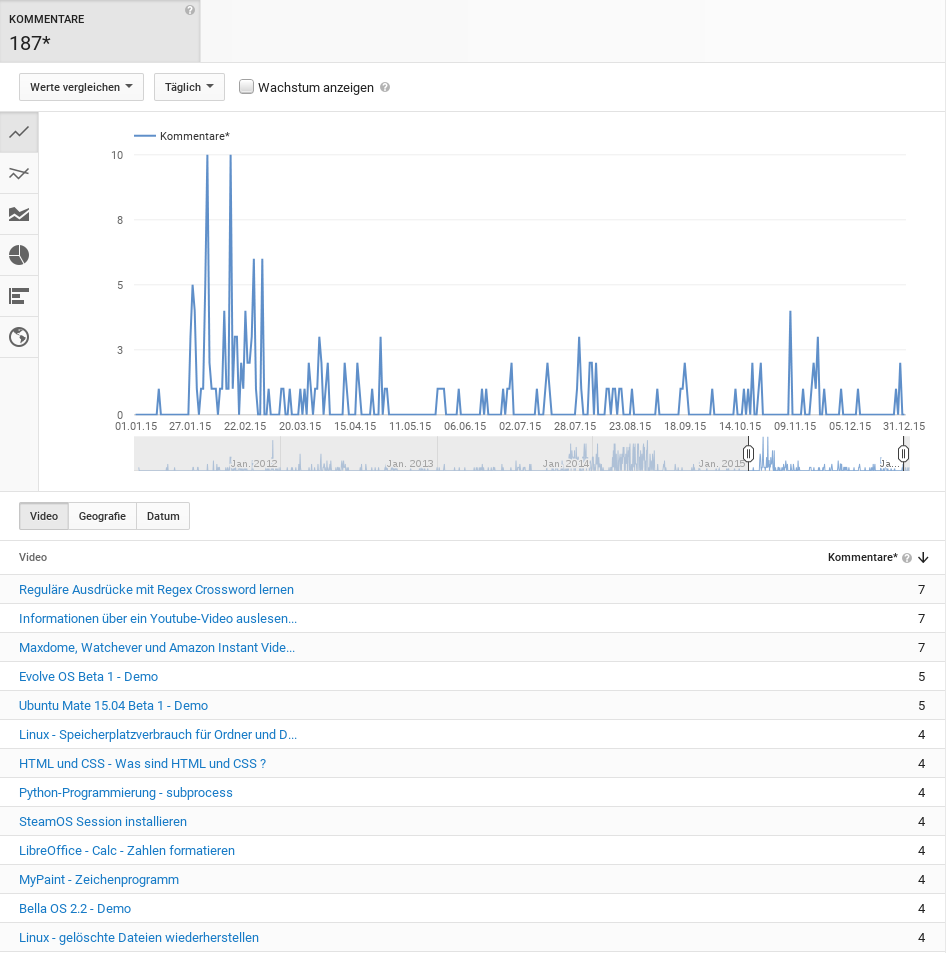 KOMMENTARE
187*
Werte vergleichen Täglich Wachstum anzeigen
Kommentare*
10
8
5
3
0
01.01.15 27.01.15 22.02.15 20.03.15 15.04.15 11.05.15 06.06.15 02.07.15 28.07.15 23.08.15 18.09.15 14.10.15 09.11.15 05.12.15 31.12.15
Jan. 2012 Jan. 2013 Jan. 2014 Jan. 2015 Ja...
Video Geografie Datum
Video Kommentare*
Reguläre Ausdrücke mit Regex Crossword lernen 7
Informationen über ein Youtube-Video auslesen... 7
Maxdome, Watchever und Amazon Instant Vide... 7
Evolve OS Beta 1 - Demo 5
Ubuntu Mate 15.04 Beta 1 - Demo 5
Linux - Speicherplatzverbrauch für Ordner und D... 4
HTML und CSS - Was sind HTML und CSS ? 4
Python-Programmierung - subprocess 4
SteamOS Session installieren 4
LibreOffice - Calc - Zahlen formatieren 4
MyPaint - Zeichenprogramm 4
Bella OS 2.2 - Demo 4
Linux - gelöschte Dateien wiederherstellen 4